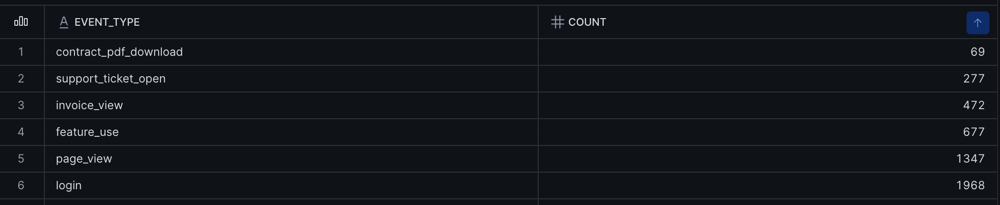 EVENT_TYPE COUNT
1 contract_pdf_download 69
2 support_ticket_open 277
3 invoice_view 472
4 feature_use 677
5 page_view 1347
6 login 1968